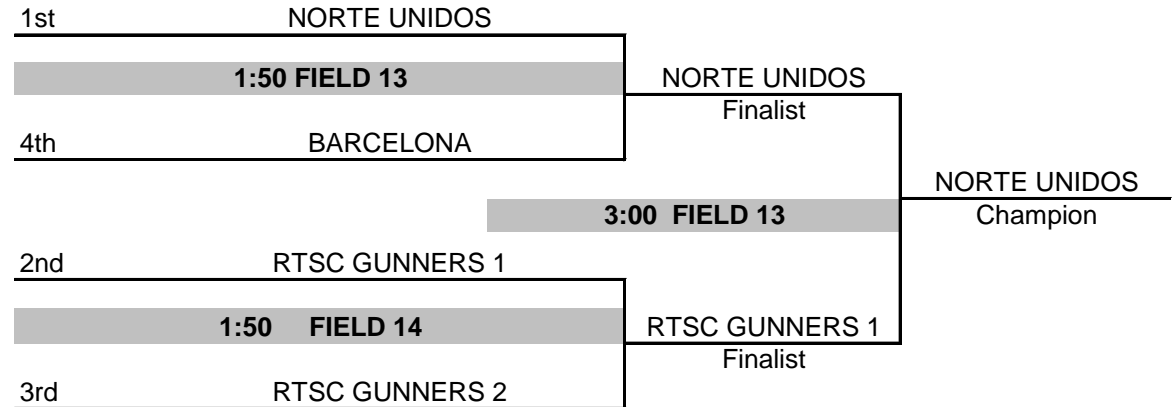 1st NORTE UNIDOS
1:50 FIELD 13 NORTE UNIDOS
Finalist
4th BARCELONA
NORTE UNIDOS
3:00 FIELD 13 Champion
2nd RTSC GUNNERS 1
1:50 FIELD 14 RTSC GUNNERS 1
Finalist
3rd RTSC GUNNERS 2